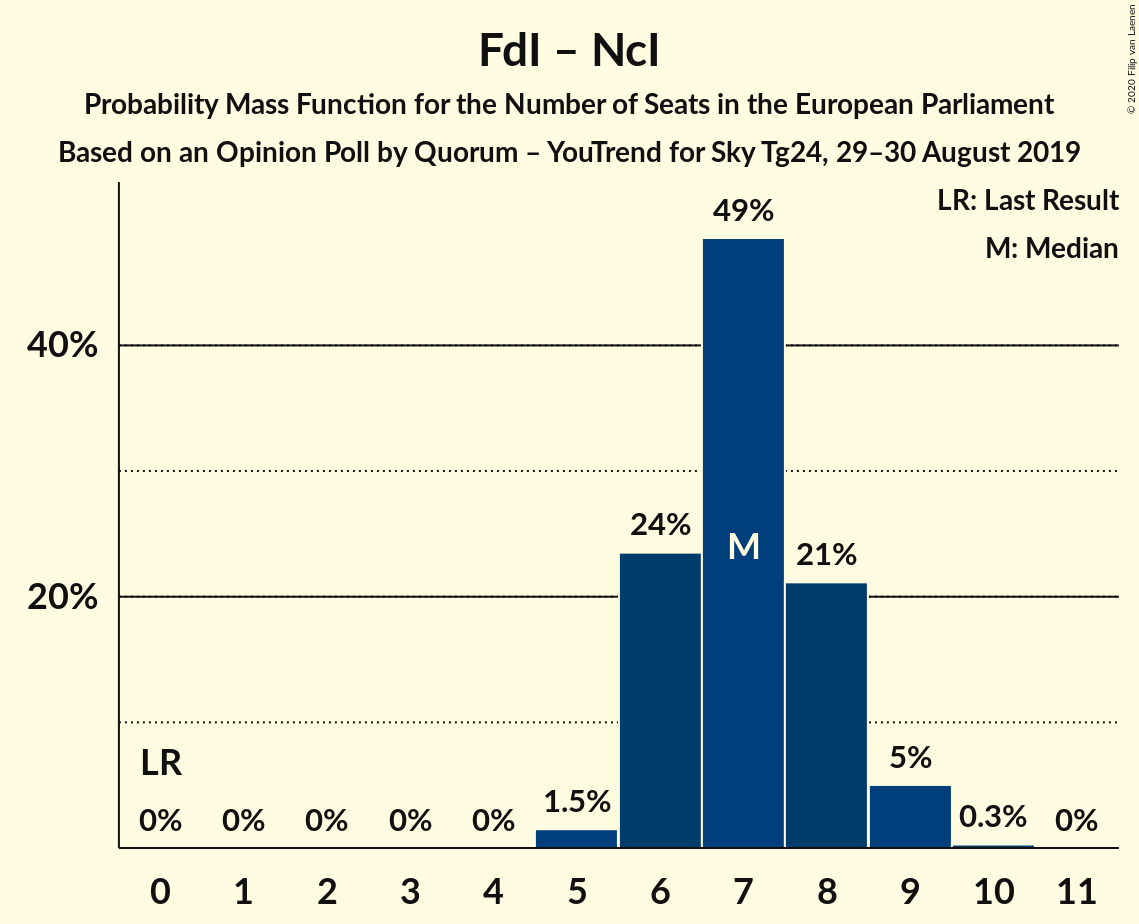 FdI – NcI
Probability Mass Function for the Number of Seats in the European Parliament
Based on an Opinion Poll by Quorum – YouTrend for Sky Tg24, 29–30 August 2019
© 2020 Filip van Laenen
LR: Last Result
M: Median
49%
40%
24%
M
21%
20%
LR
5%
1.5%
0% 0% 0% 0% 0% 0.3% 0%
0 1 2 3 4 5 6 7 8 9 10 11